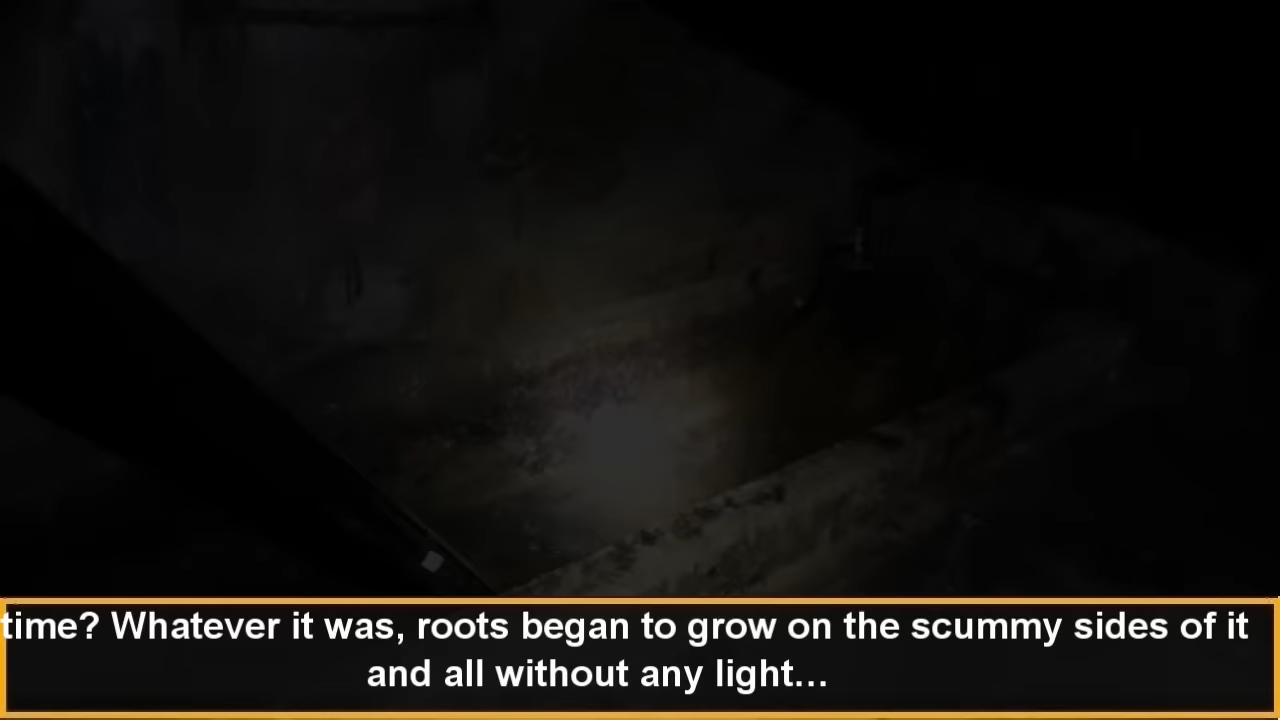 time? Whatever it was, roots began to grow on the scummy sides of it
and all without any light...